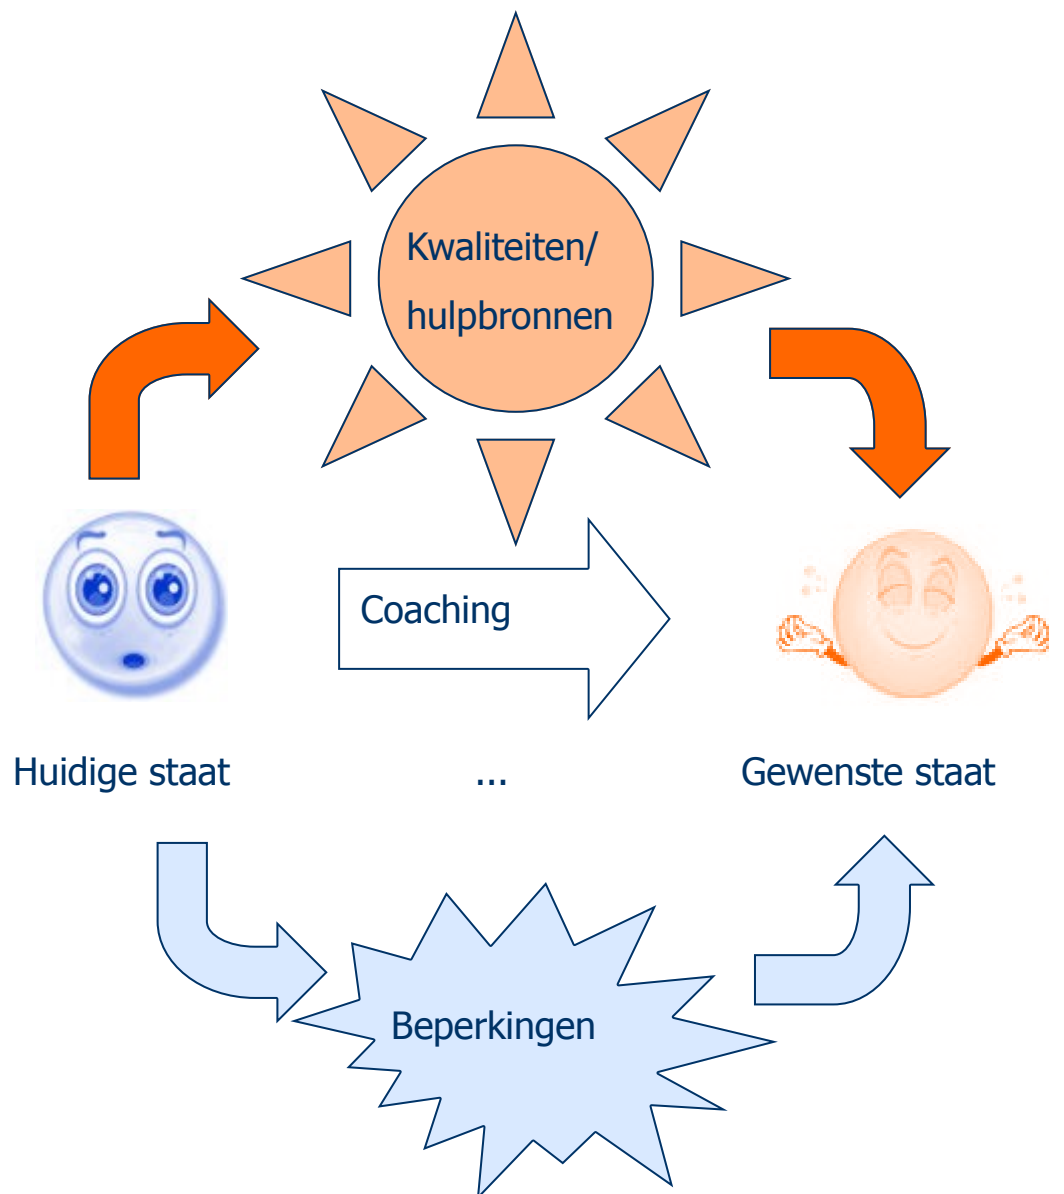 Kwaliteiten/
hulpbronnen
Coaching
Huidige staat
...
Gewenste staat
Beperkingen